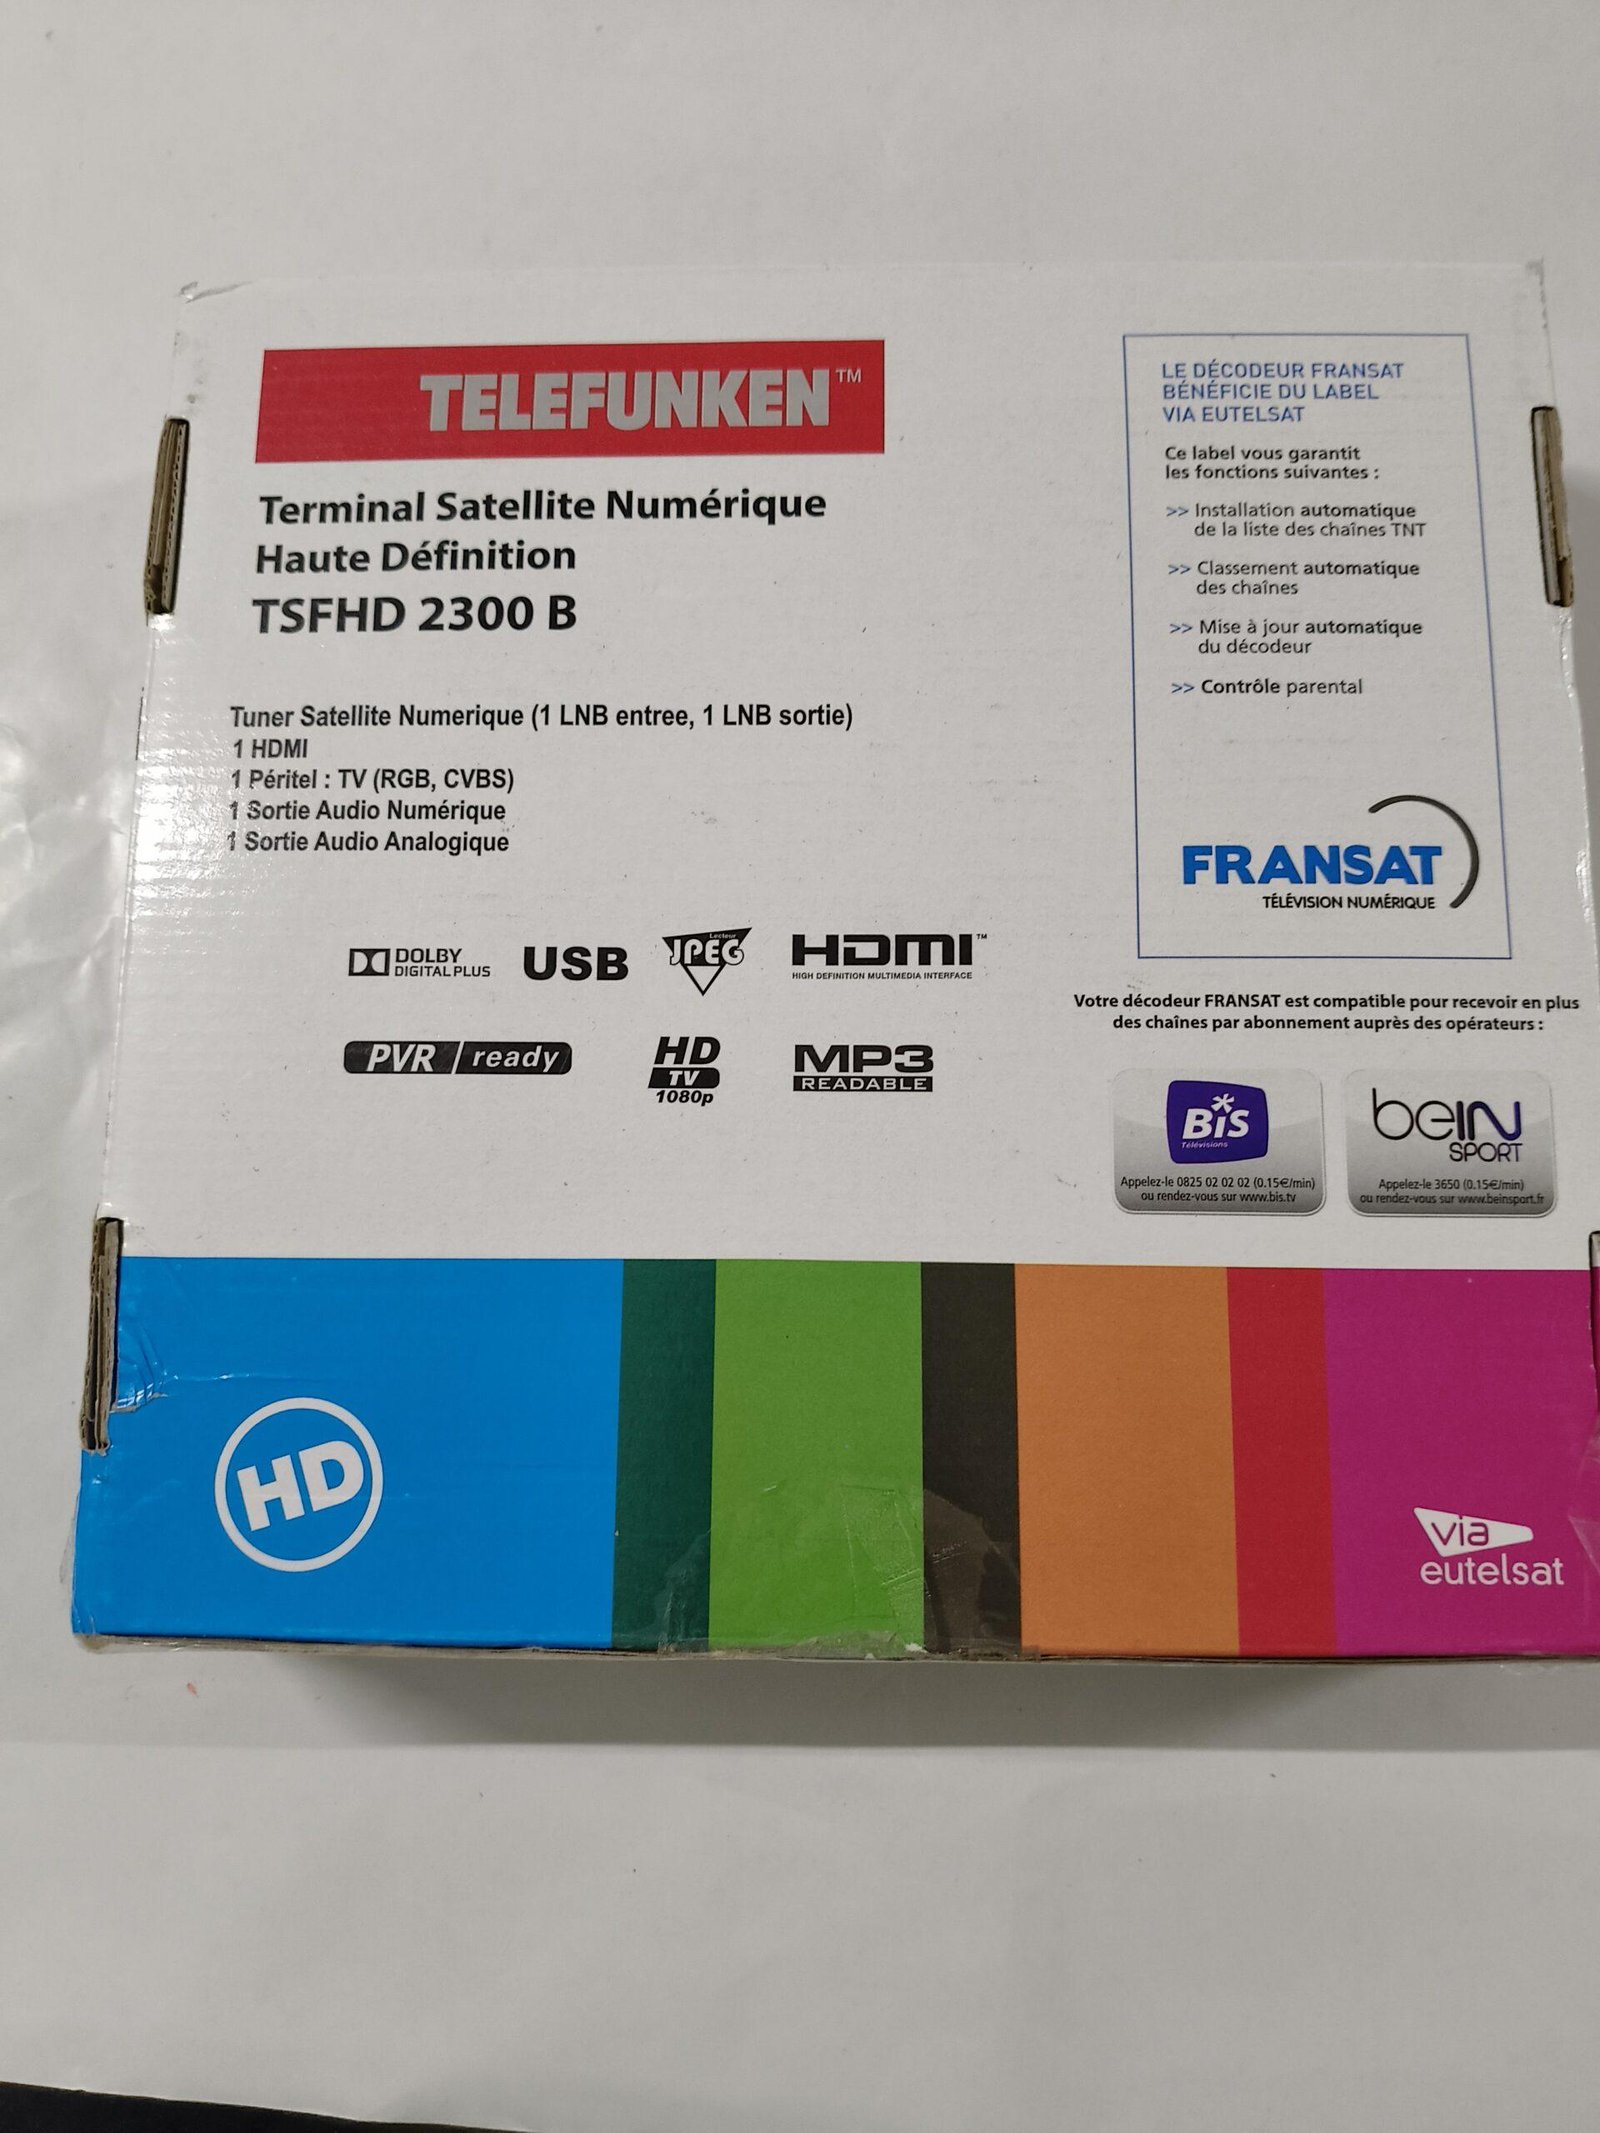 TELEFUNKEN™
Terminal Satellite Numérique
Haute Définition
TSFHD 2300 B
Tuner Satellite Numerique (1 LNB entree, 1 LNB sortie)
1 HDMI
1 Péritel : TV (RGB, CVBS)
1 Sortie Audio Numérique
1 Sortie Audio Analogique
DOLBY
DIGITAL PLUS
USB
Lecteur
JPEG
HDMI™
HIGH DEFINITION MULTIMEDIA INTERFACE
PVR ready
HD
TV
1080p
MP3
READABLE
LE DÉCODEUR FRANSAT
BÉNÉFICIE DU LABEL
VIA EUTELSAT
Ce label vous garantit
les fonctions suivantes :
>> Installation automatique
de la liste des chaînes TNT
>> Classement automatique
des chaînes
>> Mise à jour automatique
du décodeur
>> Contrôle parental
FRANSAT
TÉLÉVISION NUMÉRIQUE
Votre décodeur FRANSAT est compatible pour recevoir en plus
des chaînes par abonnement auprès des opérateurs :
BiS
Télévisions
Appelez-le 0825 02 02 02 (0.15€/min)
ou rendez-vous sur www.bis.tv
beIN
SPORT
Appelez-le 3650 (0.15€/min)
ou rendez-vous sur www.beinsport.fr
HD
via
eutelsat